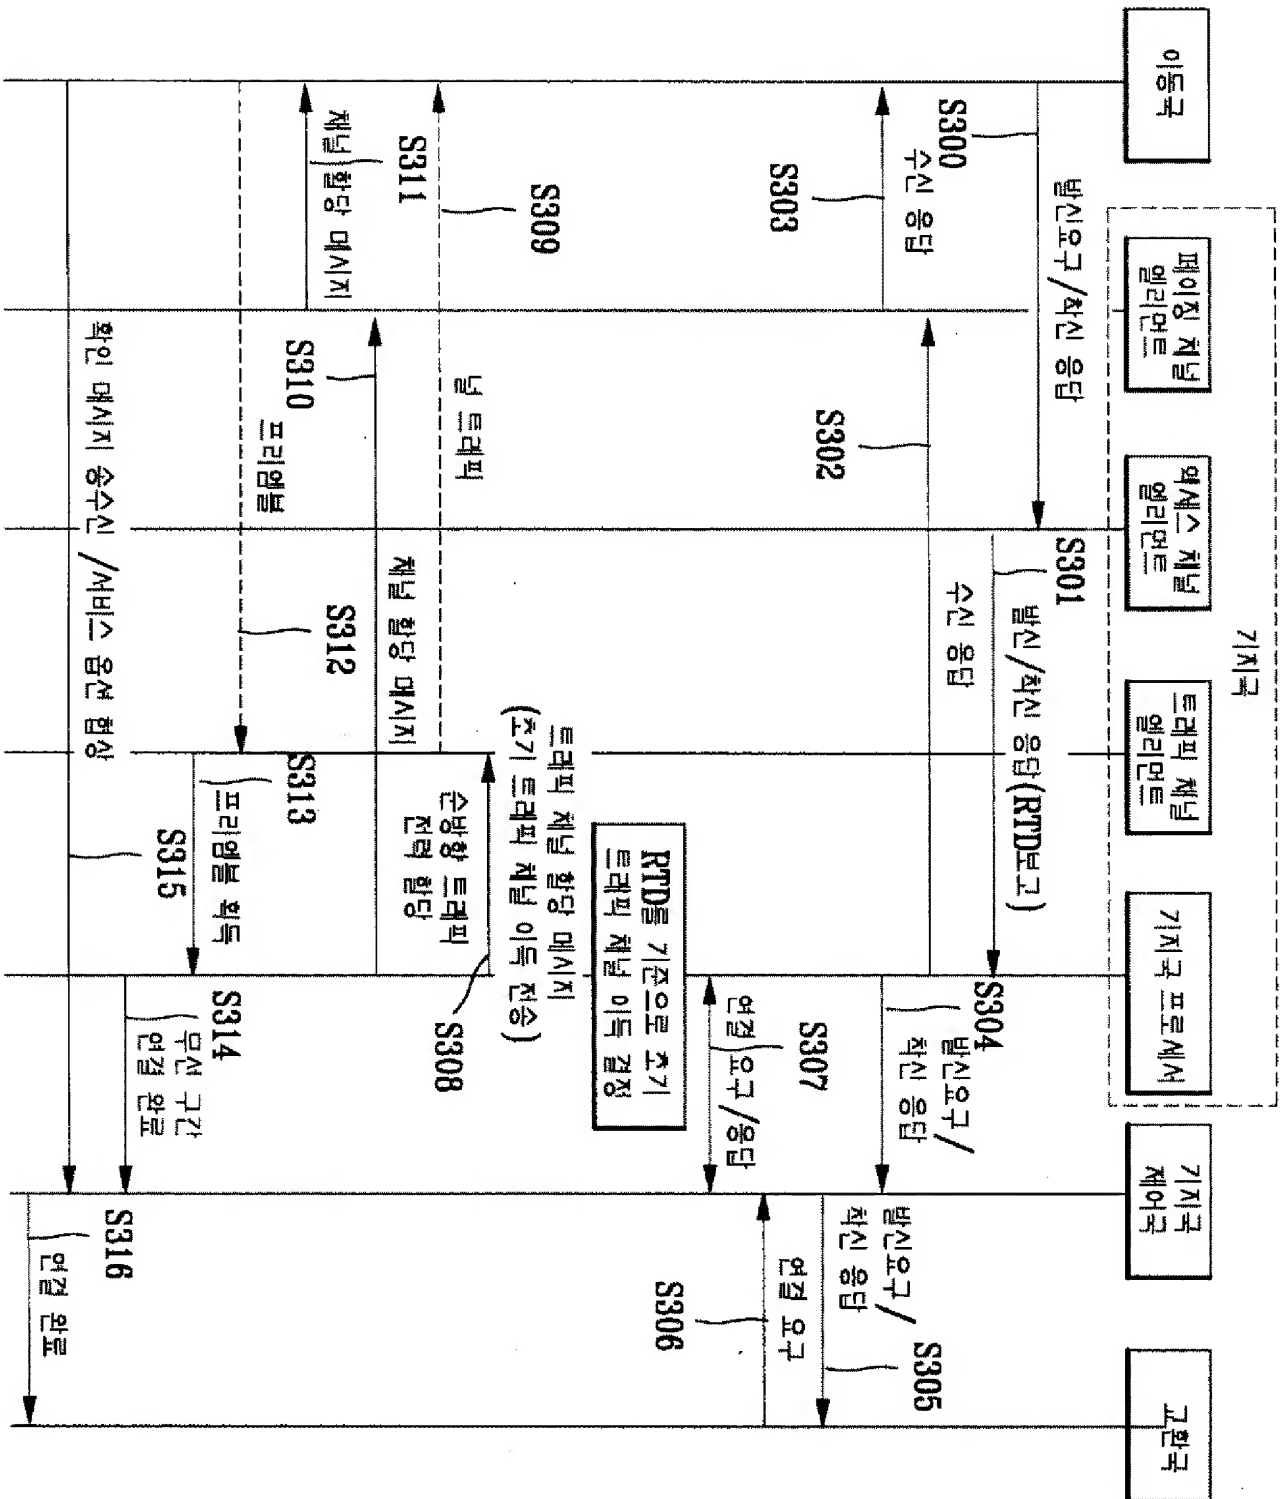 기지국
이동국
페이징 채널
엘리먼트
액세스 채널
엘리먼트
트래픽 채널
엘리먼트
기지국 프로세서
기지국
제어국
교환국
발신요구/착신 응답
S300
S301
발신/착신 응답(RTD보고)
수신 응답
S302
수신 응답
S303
S304
발신요구/
착신 응답
발신요구/
착신 응답
S305
연결 요구
S306
S307
연결 요구/응답
RTD를 기준으로 초기
트래픽 채널 이득 결정
트래픽 채널 할당 메시지
(초기 트래픽 채널 이득 전송)
S308
순방향 트래픽
전력 할당
S309
널 트래픽
채널 할당 메시지
S310
S311
채널 할당 메시지
S312
프리앰블
S313
프리앰블 획득
S314
무선 구간
연결 완료
S315
확인 메시지 송수신/서비스 옵션 협상
S316
연결 완료